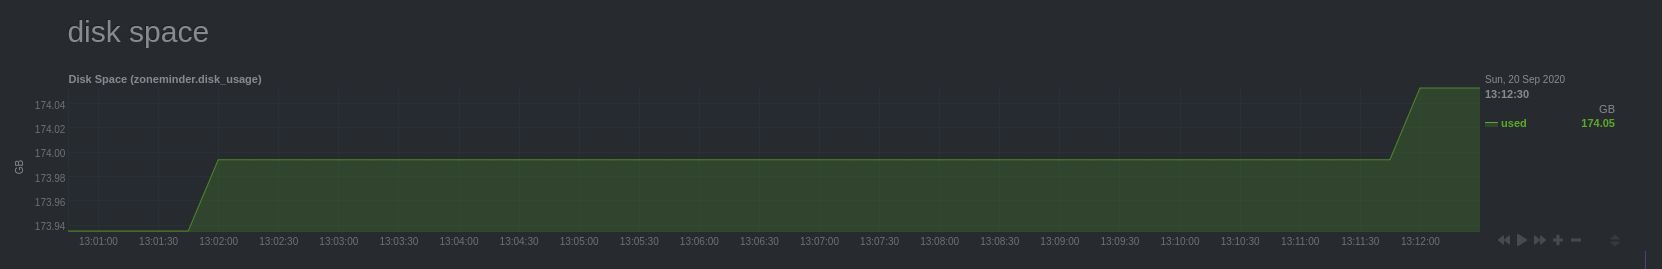 disk space
Disk Space (zoneminder.disk_usage)
Sun, 20 Sep 2020
13:12:30
GB
used 174.05
GB
174.04
174.02
174.00
173.98
173.96
173.94
13:01:00 13:01:30 13:02:00 13:02:30 13:03:00 13:03:30 13:04:00 13:04:30 13:05:00 13:05:30 13:06:00 13:06:30 13:07:00 13:07:30 13:08:00 13:08:30 13:09:00 13:09:30 13:10:00 13:10:30 13:11:00 13:11:30 13:12:00